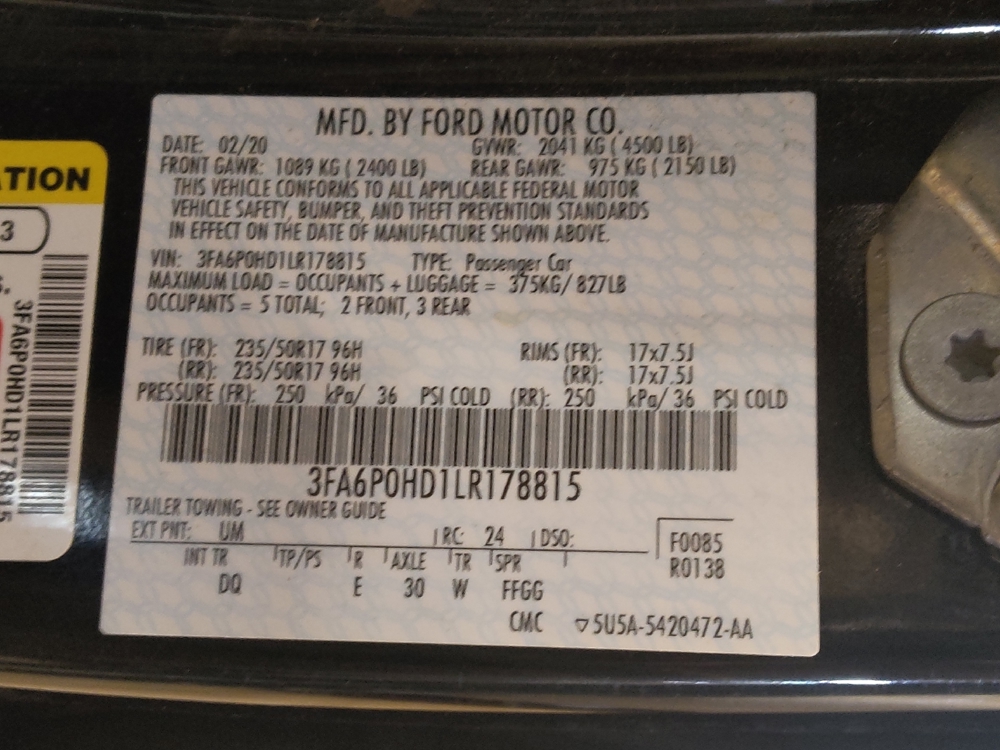 MFD. BY FORD MOTOR CO.
DATE: 02/20 GVWR: 2041 KG ( 4500 LB)
FRONT GAWR: 1089 KG ( 2400 LB) REAR GAWR: 975 KG ( 2150 LB)
THIS VEHICLE CONFORMS TO ALL APPLICABLE FEDERAL MOTOR
VEHICLE SAFETY, BUMPER, AND THEFT PREVENTION STANDARDS
IN EFFECT ON THE DATE OF MANUFACTURE SHOWN ABOVE.
VIN: 3FA6P0HD1LR178815 TYPE: Passenger Car
MAXIMUM LOAD = OCCUPANTS + LUGGAGE = 375KG/ 827LB
OCCUPANTS = 5 TOTAL; 2 FRONT, 3 REAR
TIRE (FR): 235/50R17 96H RIMS (FR): 17x7.5J
(RR): 235/50R17 96H (RR): 17x7.5J
PRESSURE (FR): 250 kPa/ 36 PSI COLD (RR): 250 kPa/ 36 PSI COLD
3FA6P0HD1LR178815
TRAILER TOWING - SEE OWNER GUIDE
EXT PNT: UM RC: 24 DSO: F0085
INT TR TP/PS R AXLE TR SPR R0138
DQ E 30 W FFGG
CMC ▽5U5A-5420472-AA
ATION
3
3FA6P0HD1LR178815